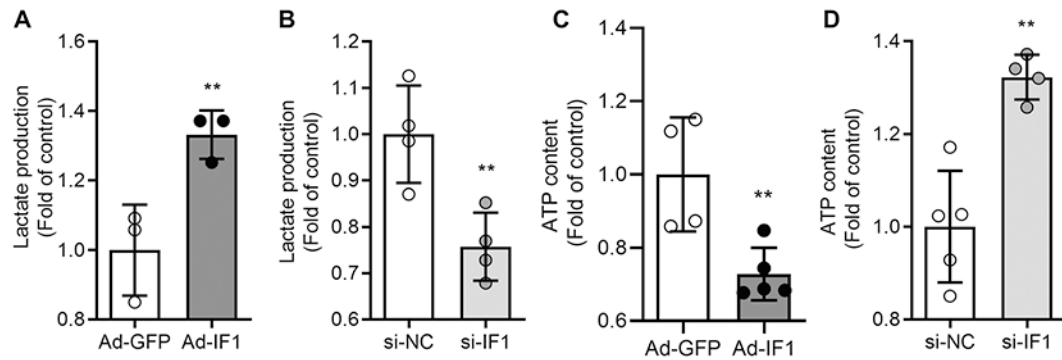 A
Lactate production
(Fold of control)
1.6
1.4
1.2
1.0
0.8
**
Ad-GFP Ad-IF1
B
Lactate production
(Fold of control)
1.2
1.1
1.0
0.9
0.8
0.7
0.6
**
si-NC si-IF1
C
ATP content
(Fold of control)
1.4
1.2
1.0
0.8
0.6
**
Ad-GFP Ad-IF1
D
ATP content
(Fold of control)
1.4
1.2
1.0
0.8
**
si-NC si-IF1